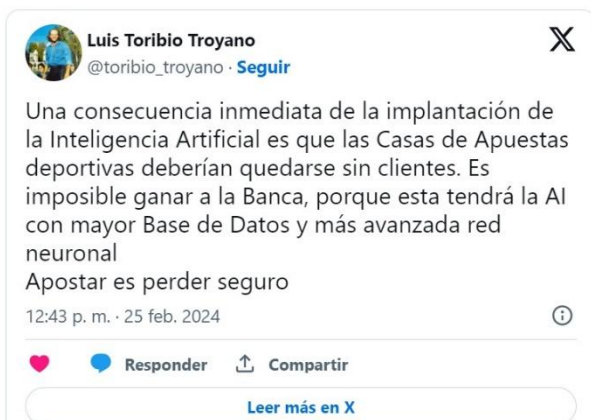 Luis Toribio Troyano
@toribio_troyano · Seguir
Una consecuencia inmediata de la implantación de
la Inteligencia Artificial es que las Casas de Apuestas
deportivas deberían quedarse sin clientes. Es
imposible ganar a la Banca, porque esta tendrá la AI
con mayor Base de Datos y más avanzada red
neuronal
Apostar es perder seguro
12:43 p. m. · 25 feb. 2024
Responder Compartir
Leer más en X